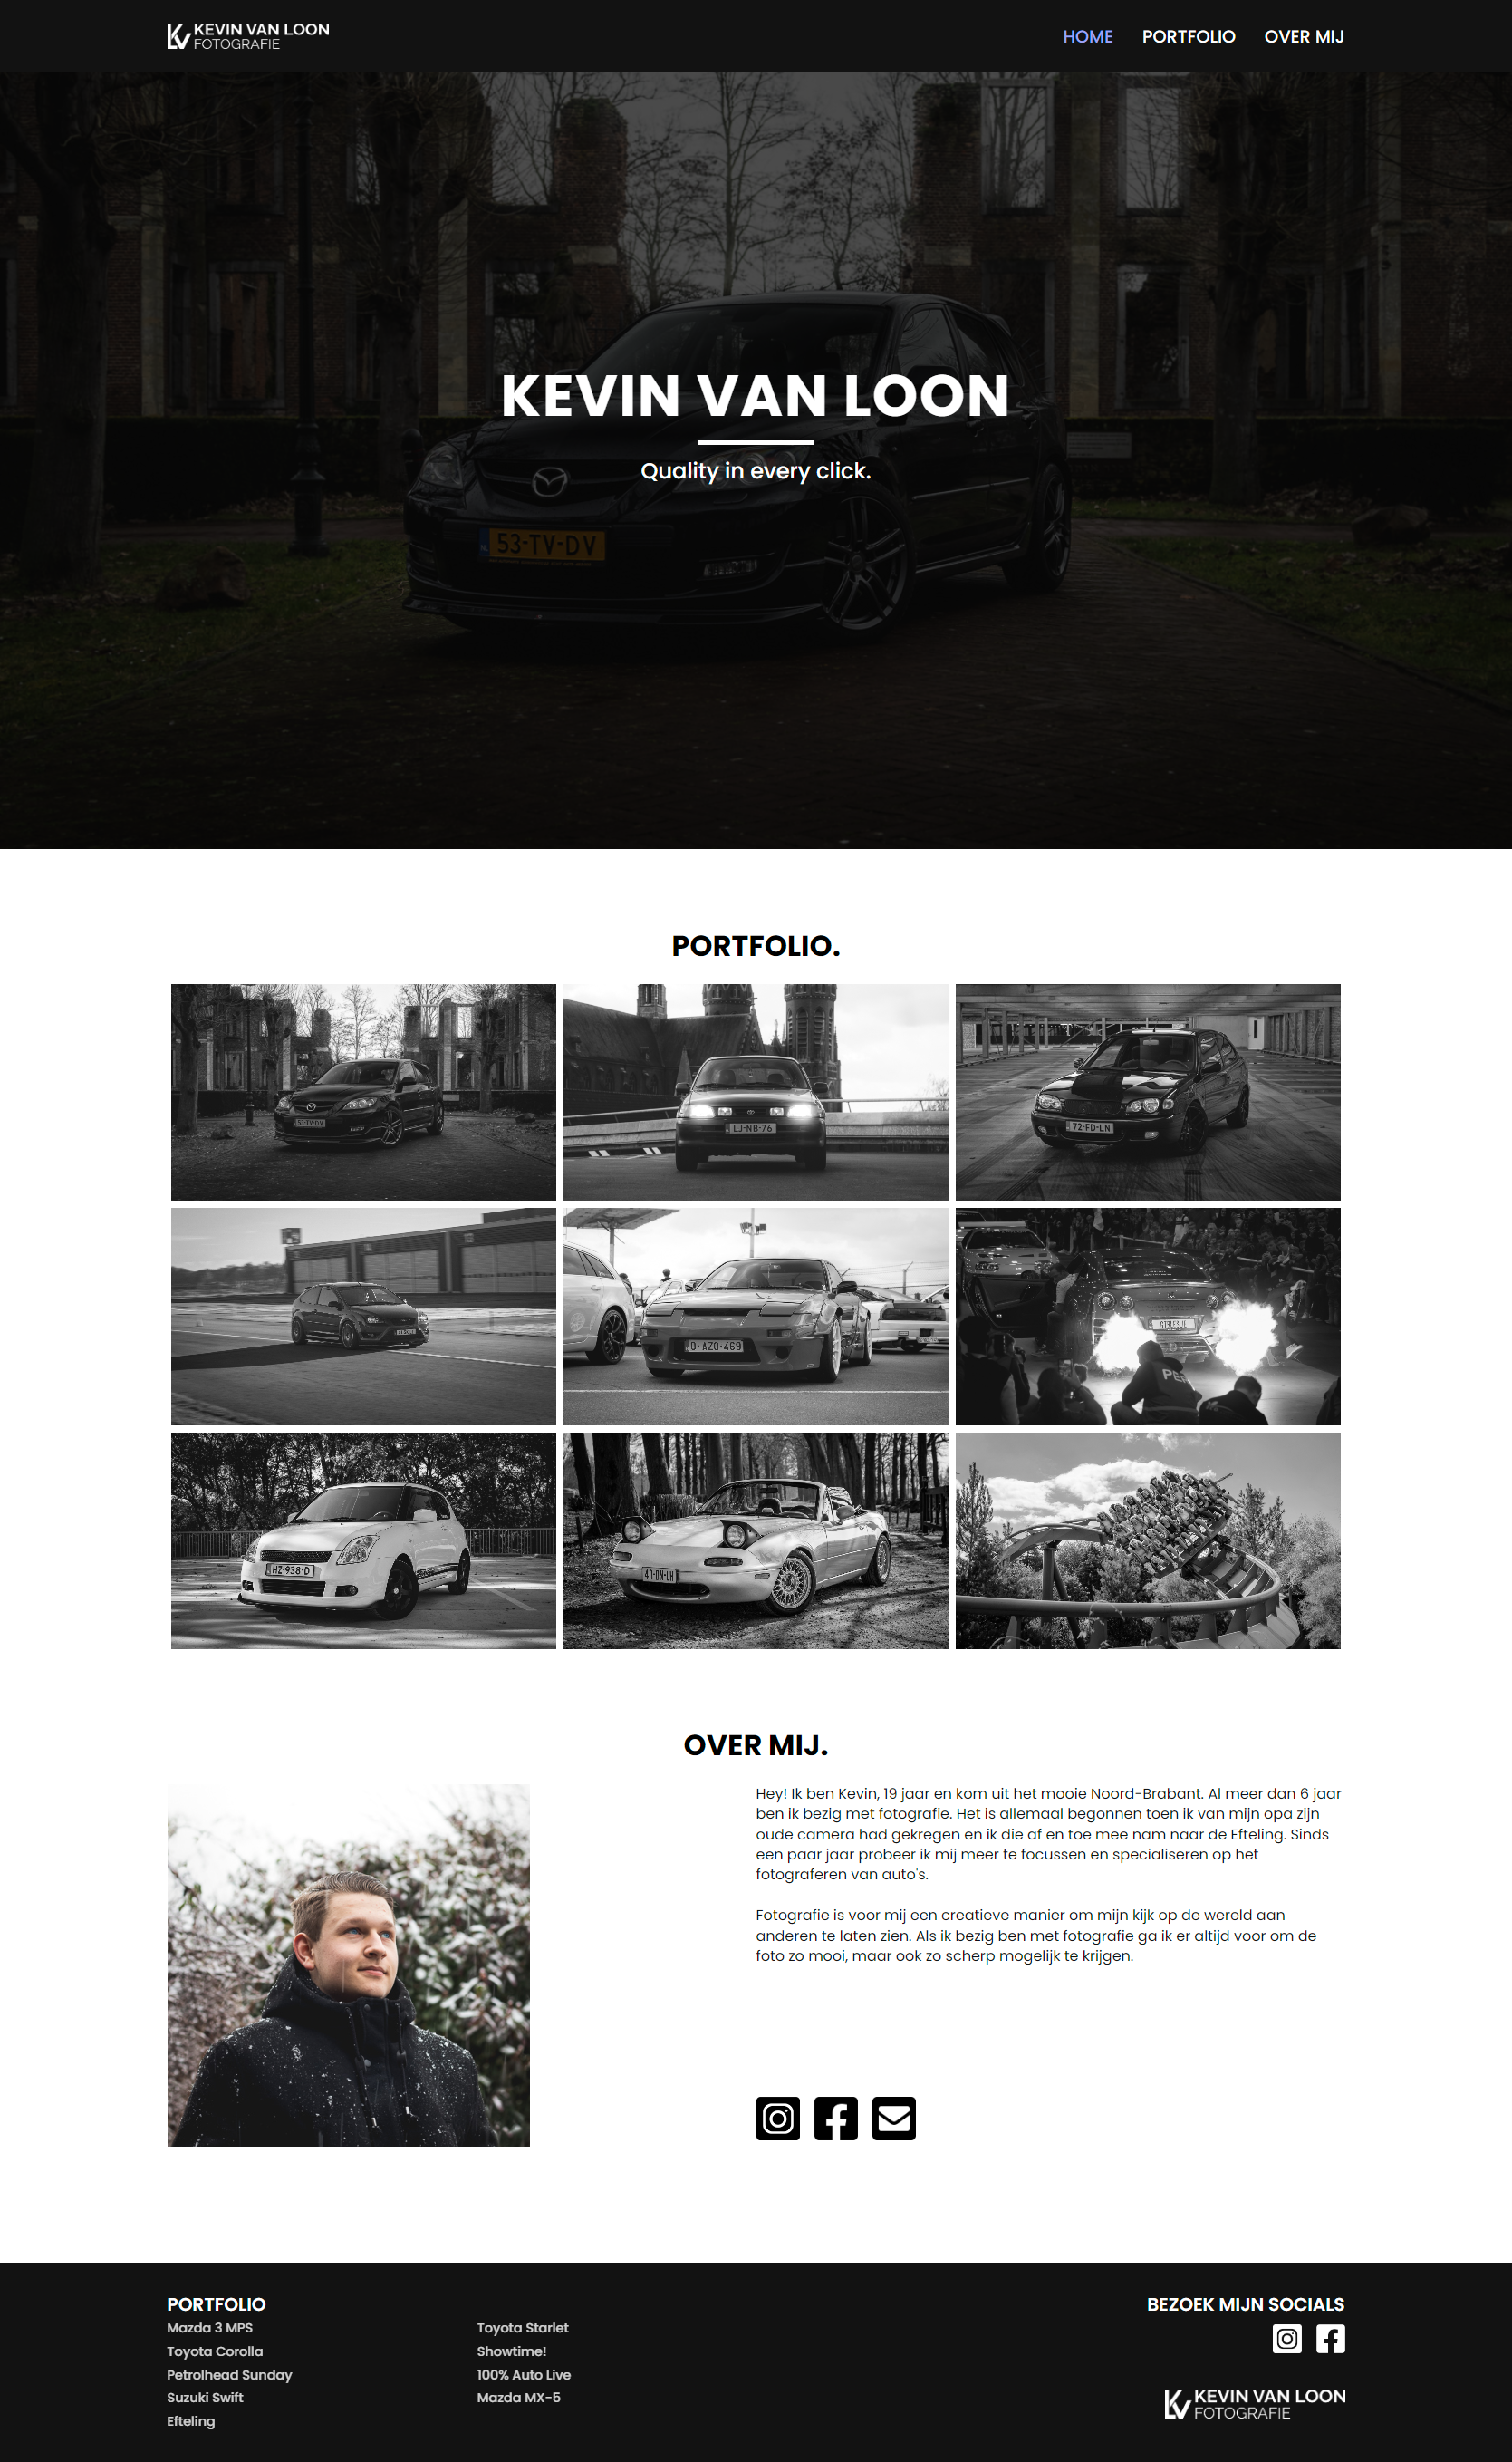 KEVIN VAN LOON
FOTOGRAFIE
HOME PORTFOLIO OVER MIJ
KEVIN VAN LOON
Quality in every click.
53-TV-DV
PORTFOLIO.
53-TV-DV
LJ-NB-76
72-FD-LN
O-AZQ-469
HZ-938-D
40-DN-LH
OVER MIJ.
Hey! Ik ben Kevin, 19 jaar en kom uit het mooie Noord-Brabant. Al meer dan 6 jaar
ben ik bezig met fotografie. Het is allemaal begonnen toen ik van mijn opa zijn
oude camera had gekregen en ik die af en toe mee nam naar de Efteling. Sinds
een paar jaar probeer ik mij meer te focussen en specialiseren op het
fotograferen van auto's.
Fotografie is voor mij een creatieve manier om mijn kijk op de wereld aan
anderen te laten zien. Als ik bezig ben met fotografie ga ik er altijd voor om de
foto zo mooi, maar ook zo scherp mogelijk te krijgen.
PORTFOLIO
Mazda 3 MPS
Toyota Corolla
Petrolhead Sunday
Suzuki Swift
Efteling
Toyota Starlet
Showtime!
100% Auto Live
Mazda MX-5
BEZOEK MIJN SOCIALS
KEVIN VAN LOON
FOTOGRAFIE